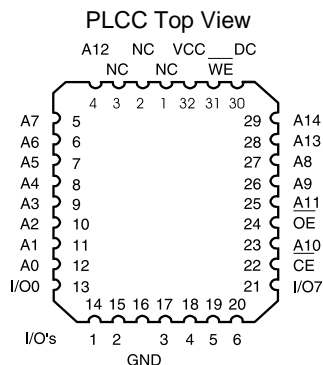 PLCC Top View
A12 NC VCC DC
NC NC WE
4 3 2 1 32 31 30
A7 5 29 A14
A6 6 28 A13
A5 7 27 A8
A4 8 26 A9
A3 9 25 A11
A2 10 24 OE
A1 11 23 A10
A0 12 22 CE
I/O0 13 21 I/O7
14 15 16 17 18 19 20
I/O's 1 2 3 4 5 6
GND